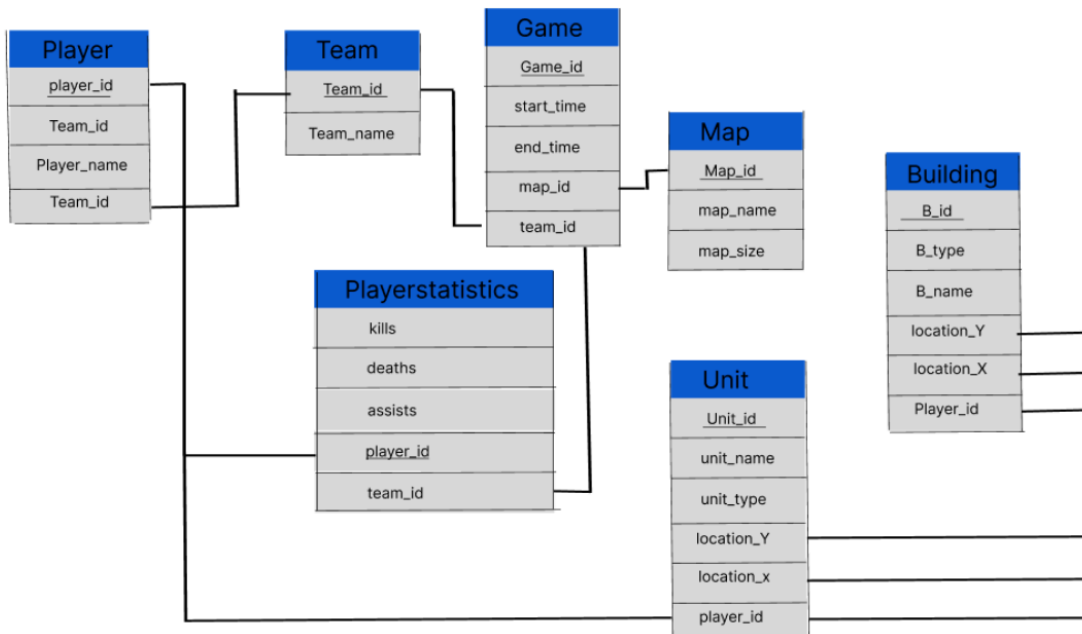 Player
player_id
Team_id
Player_name
Team_id
Team
Team_id
Team_name
Game
Game_id
start_time
end_time
map_id
team_id
Map
Map_id
map_name
map_size
Building
B_id
B_type
B_name
location_Y
location_X
Player_id
Playerstatistics
kills
deaths
assists
player_id
team_id
Unit
Unit_id
unit_name
unit_type
location_Y
location_x
player_id